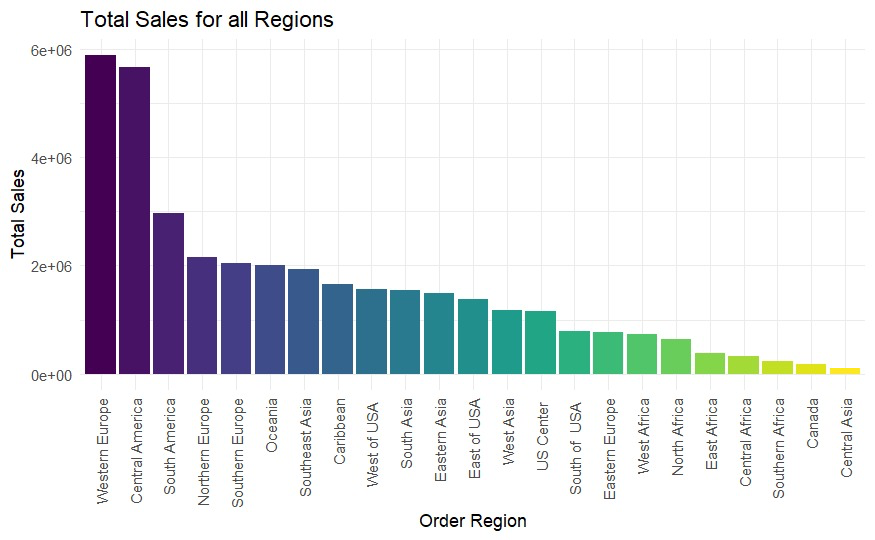 Total Sales for all Regions
Total Sales
6e+06
4e+06
2e+06
0e+00
Western Europe
Central America
South America
Northern Europe
Southern Europe
Oceania
Southeast Asia
Caribbean
West of USA
South Asia
Eastern Asia
East of USA
West Asia
US Center
South of  USA
Eastern Europe
West Africa
North Africa
East Africa
Central Africa
Southern Africa
Canada
Central Asia
Order Region